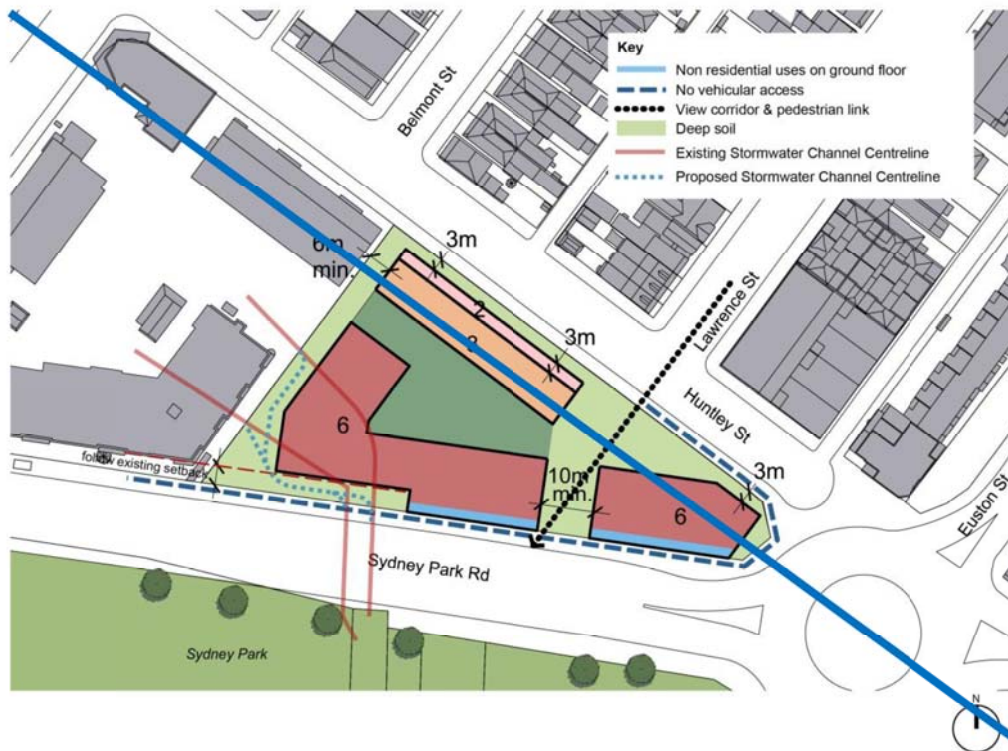 Key
Non residential uses on ground floor
No vehicular access
View corridor & pedestrian link
Deep soil
Existing Stormwater Channel Centreline
Proposed Stormwater Channel Centreline
Belmont St
6m
min.
3m
2
3m
Lawrence St
Huntley St
6
follow existing setback
10m
min.
3m
6
Euston St
Sydney Park Rd
Sydney Park
N